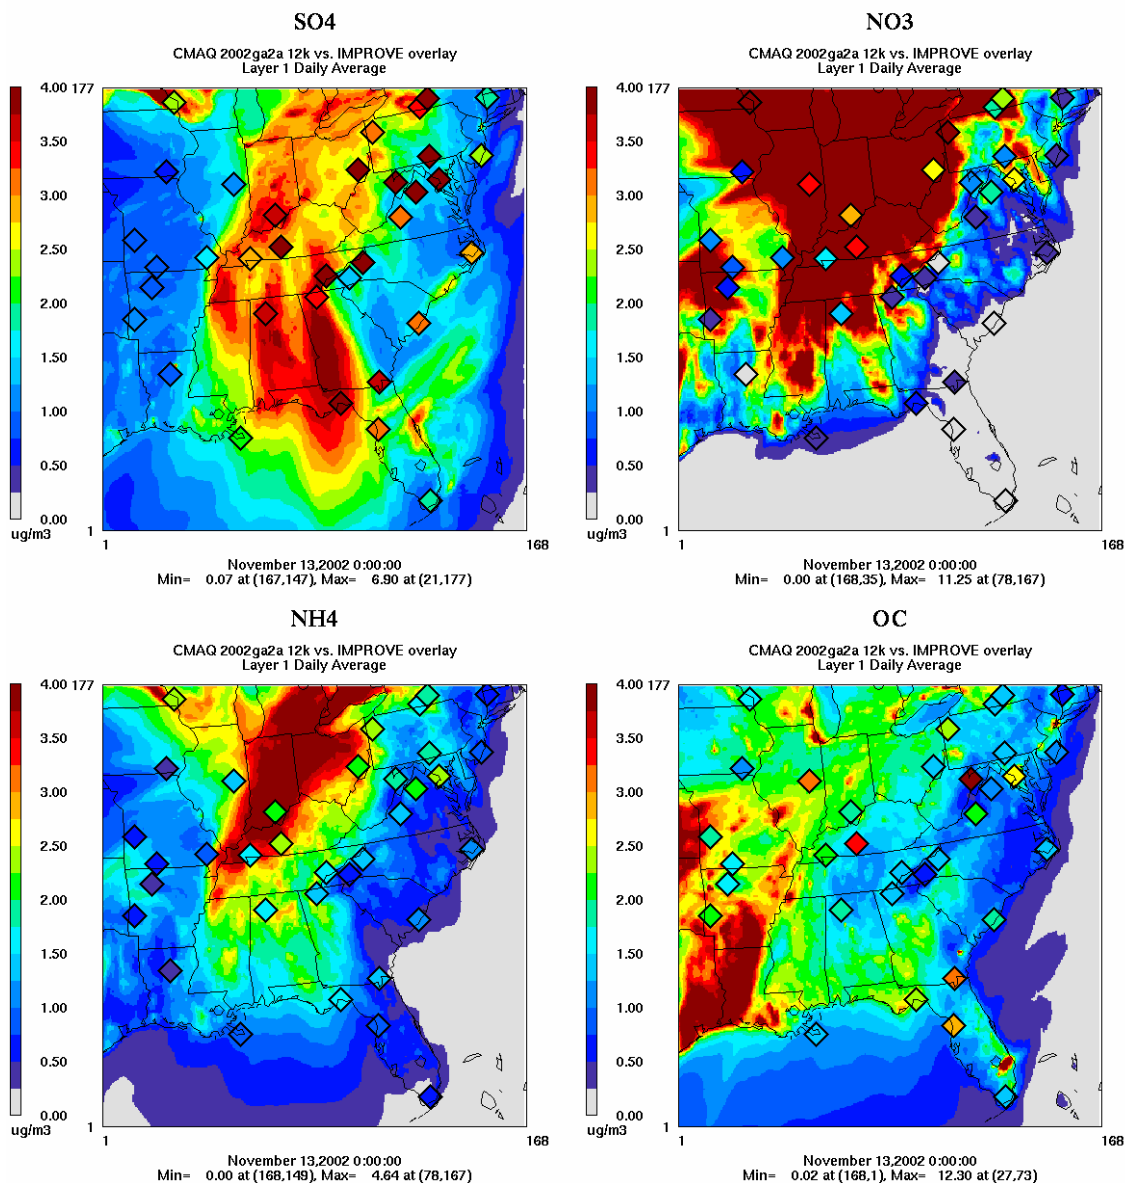 SO4
CMAQ 2002ga2a 12k vs. IMPROVE overlay
Layer 1 Daily Average
4.00 177
3.50
3.00
2.50
2.00
1.50
1.00
0.50
0.00
ug/m3
1
1
168
November 13,2002 0:00:00
Min= 0.07 at (167,147), Max= 6.90 at (21,177)
NO3
CMAQ 2002ga2a 12k vs. IMPROVE overlay
Layer 1 Daily Average
4.00 177
3.50
3.00
2.50
2.00
1.50
1.00
0.50
0.00
ug/m3
1
1
168
November 13,2002 0:00:00
Min= 0.00 at (168,35), Max= 11.25 at (78,167)
NH4
CMAQ 2002ga2a 12k vs. IMPROVE overlay
Layer 1 Daily Average
4.00 177
3.50
3.00
2.50
2.00
1.50
1.00
0.50
0.00
ug/m3
1
1
168
November 13,2002 0:00:00
Min= 0.00 at (168,149), Max= 4.64 at (78,167)
OC
CMAQ 2002ga2a 12k vs. IMPROVE overlay
Layer 1 Daily Average
4.00 177
3.50
3.00
2.50
2.00
1.50
1.00
0.50
0.00
ug/m3
1
1
168
November 13,2002 0:00:00
Min= 0.02 at (168,1), Max= 12.30 at (27,73)